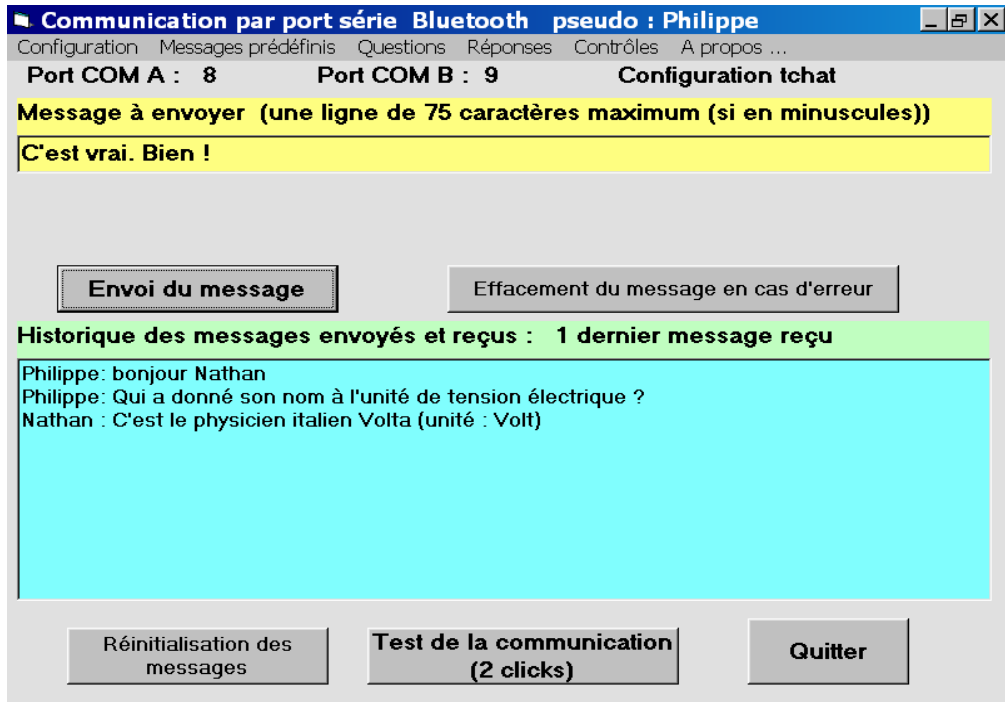 Communication par port série Bluetooth pseudo : Philippe
Configuration Messages prédéfinis Questions Réponses Contrôles A propos ...
Port COM A : 8 Port COM B : 9 Configuration tchat
Message à envoyer (une ligne de 75 caractères maximum (si en minuscules))
C'est vrai. Bien !
Envoi du message Effacement du message en cas d'erreur
Historique des messages envoyés et reçus : 1 dernier message reçu
Philippe: bonjour Nathan
Philippe: Qui a donné son nom à l'unité de tension électrique ?
Nathan : C'est le physicien italien Volta (unité : Volt)
Réinitialisation des
messages
Test de la communication
(2 clicks)
Quitter